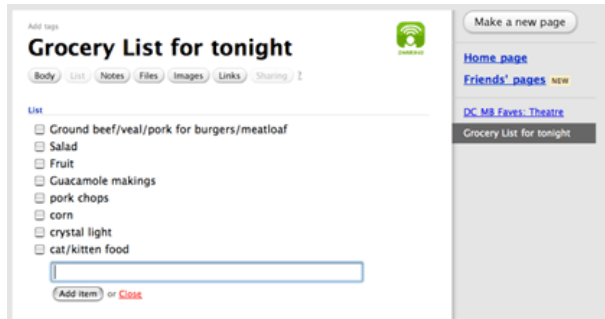 Add tags
Grocery List for tonight
Body List Notes Files Images Links Sharing ?
List
Ground beef/veal/pork for burgers/meatloaf
Salad
Fruit
Guacamole makings
pork chops
corn
crystal light
cat/kitten food
Add item or Close
Make a new page
Home page
Friends' pages NEW
DC MB Faves: Theatre
Grocery List for tonight